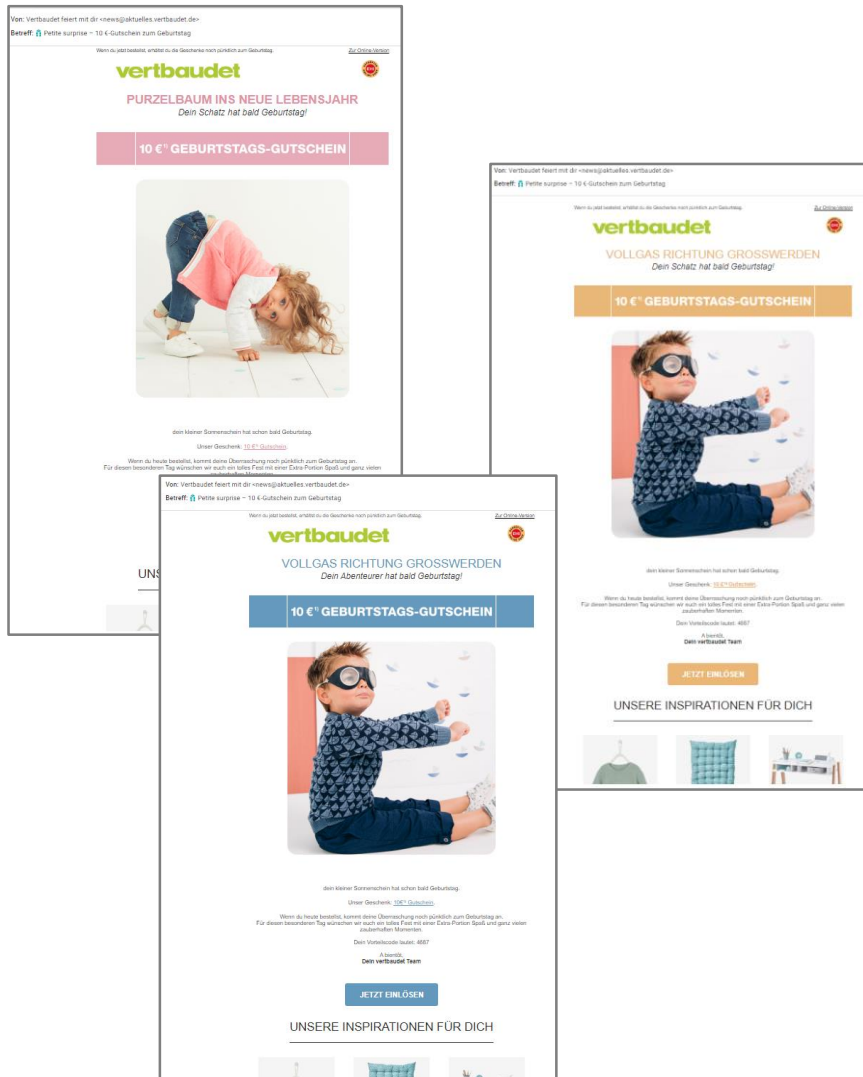 Von: Vertbaudet feiert mit dir <news@aktuelles.vertbaudet.de>
Betreff: Petite surprise – 10 €-Gutschein zum Geburtstag
Wenn du jetzt bestellst, erhältst du die Geschenke noch pünktlich zum Geburtstag.
Zur Online-Version
vertbaudet
PURZELBAUM INS NEUE LEBENSJAHR
Dein Schatz hat bald Geburtstag!
10 €*¹ GEBURTSTAGS-GUTSCHEIN
dein kleiner Sonnenschein hat schon bald Geburtstag.
Unser Geschenk: 10 €*¹ Gutschein.
Wenn du heute bestellst, kommt deine Überraschung noch pünktlich zum Geburtstag an.
Für diesen besonderen Tag wünschen wir euch ein tolles Fest mit einer Extra-Portion Spaß und ganz vielen
UNS
Von: Vertbaudet feiert mit dir <news@aktuelles.vertbaudet.de>
Betreff: Petite surprise – 10 €-Gutschein zum Geburtstag
Wenn du jetzt bestellst, erhältst du die Geschenke noch pünktlich zum Geburtstag.
Zur Online-Version
vertbaudet
VOLLGAS RICHTUNG GROSSWERDEN
Dein Schatz hat bald Geburtstag!
10 €*¹ GEBURTSTAGS-GUTSCHEIN
dein kleiner Sonnenschein hat schon bald Geburtstag.
Unser Geschenk: 10 €*¹ Gutschein.
Wenn du heute bestellst, kommt deine Überraschung noch pünktlich zum Geburtstag an.
Für diesen besonderen Tag wünschen wir euch ein tolles Fest mit einer Extra-Portion Spaß und ganz vielen
zauberhaften Momenten.
Dein Vorteilscode lautet: 4667
A bientôt,
Dein vertbaudet Team
JETZT EINLÖSEN
UNSERE INSPIRATIONEN FÜR DICH
Von: Vertbaudet feiert mit dir <news@aktuelles.vertbaudet.de>
Betreff: Petite surprise – 10 €-Gutschein zum Geburtstag
Wenn du jetzt bestellst, erhältst du die Geschenke noch pünktlich zum Geburtstag.
Zur Online-Version
vertbaudet
VOLLGAS RICHTUNG GROSSWERDEN
Dein Abenteurer hat bald Geburtstag!
10 €*¹ GEBURTSTAGS-GUTSCHEIN
dein kleiner Sonnenschein hat schon bald Geburtstag.
Unser Geschenk: 10€*¹ Gutschein.
Wenn du heute bestellst, kommt deine Überraschung noch pünktlich zum Geburtstag an.
Für diesen besonderen Tag wünschen wir euch ein tolles Fest mit einer Extra-Portion Spaß und ganz vielen
zauberhaften Momenten.
Dein Vorteilscode lautet: 4667
A bientôt,
Dein vertbaudet Team
JETZT EINLÖSEN
UNSERE INSPIRATIONEN FÜR DICH